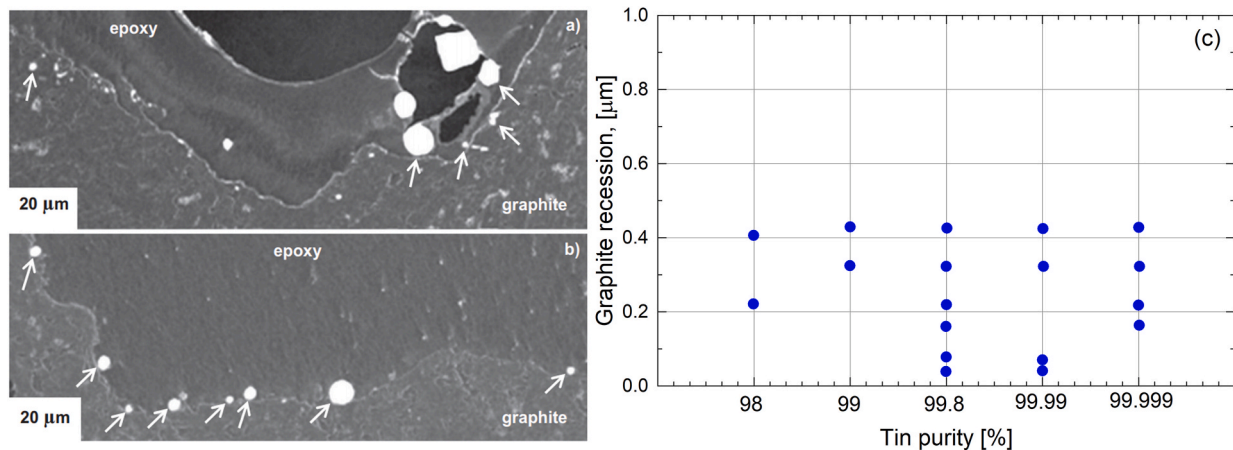 epoxy
a)
20 μm
graphite
epoxy
b)
20 μm
graphite
(c)
Graphite recession, [μm]
1.0
0.8
0.6
0.4
0.2
0.0
98 99 99.8 99.99 99.999
Tin purity [%]